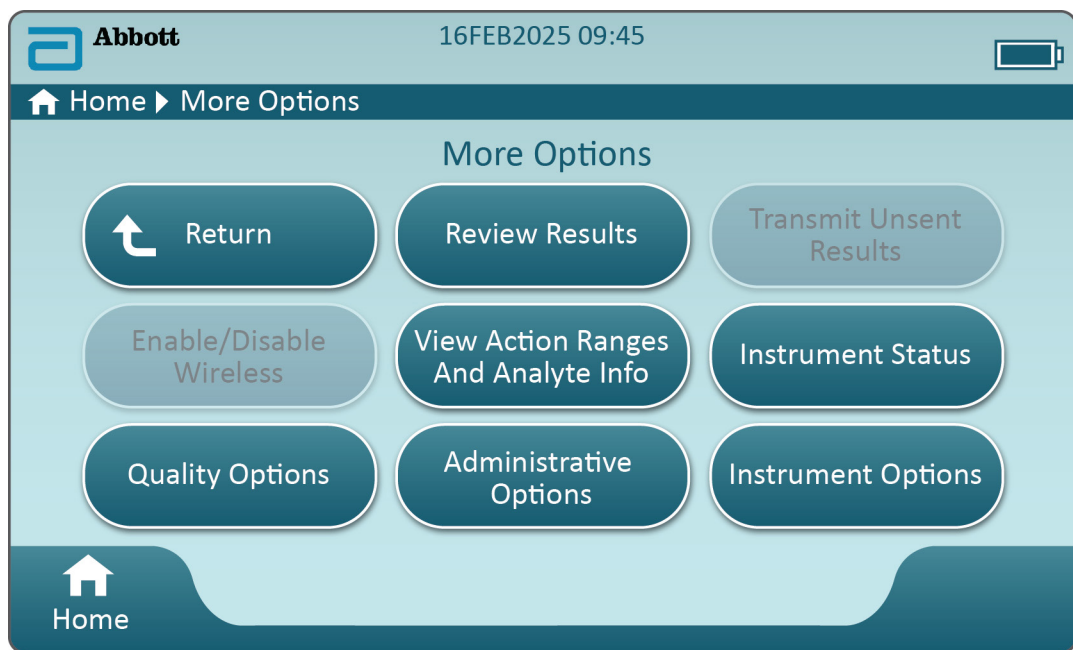 Abbott
16FEB2025 09:45
Home More Options
More Options
Return
Review Results
Transmit Unsent
Results
Enable/Disable
Wireless
View Action Ranges
And Analyte Info
Instrument Status
Quality Options
Administrative
Options
Instrument Options
Home